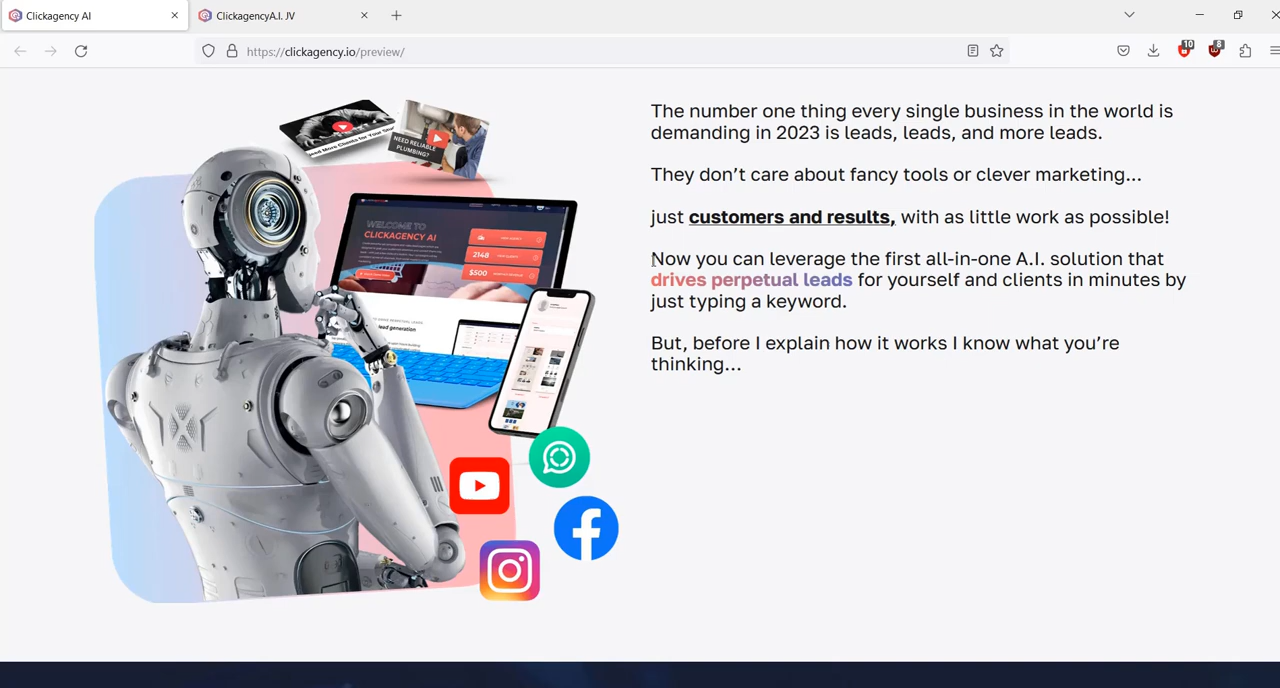 Clickagency AI
ClickagencyA.I. JV
https://clickagency.io/preview/
10
8
NEED RELIABLE
PLUMBING?
WELCOME TO
CLICKAGENCY AI
2148
$500
The number one thing every single business in the world is
demanding in 2023 is leads, leads, and more leads.
They don’t care about fancy tools or clever marketing...
just customers and results, with as little work as possible!
Now you can leverage the first all-in-one A.I. solution that
drives perpetual leads for yourself and clients in minutes by
just typing a keyword.
But, before I explain how it works I know what you’re
thinking...